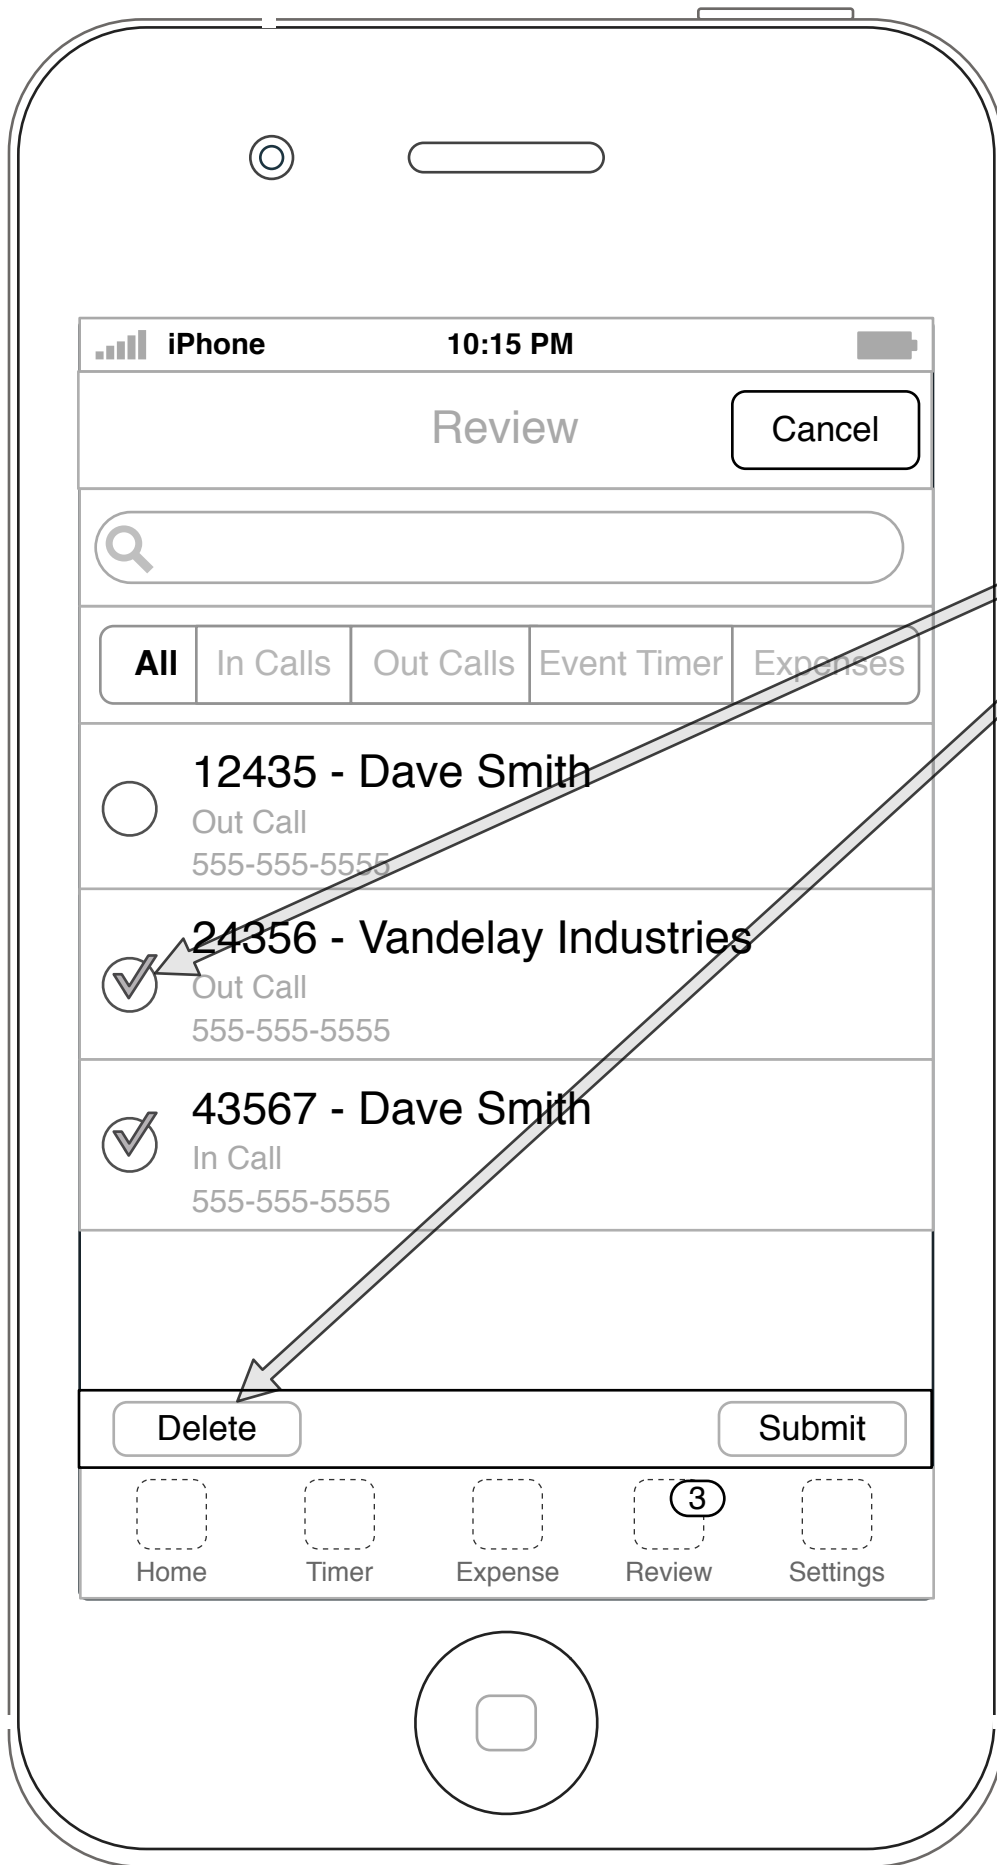 iPhone 10:15 PM
Review Cancel
All In Calls Out Calls Event Timer Expenses
12435 - Dave Smith
Out Call
555-555-5555
24356 - Vandelay Industries
Out Call
555-555-5555
43567 - Dave Smith
In Call
555-555-5555
Delete Submit
3
Home Timer Expense Review Settings